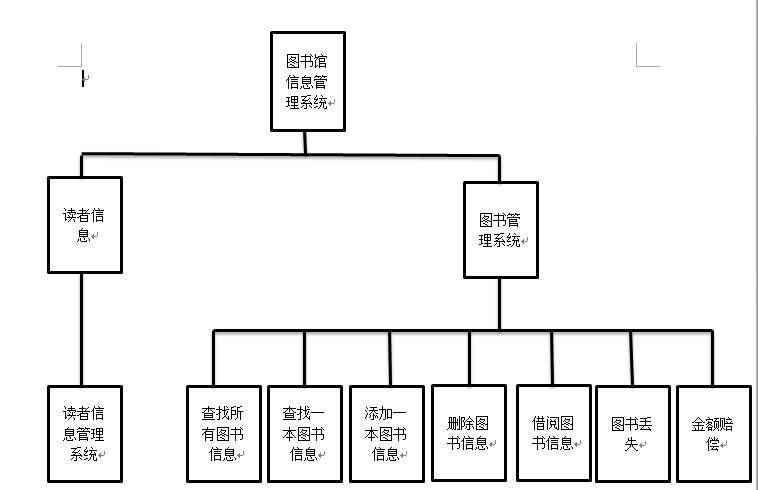 图书馆
信息管
理系统
读者信
息
图书管
理系统
读者信
息管理
系统
查找所
有图书
信息
查找一
本图书
信息
添加一
本图书
信息
删除图
书信息
借阅图
书信息
图书丢
失
金额赔
偿